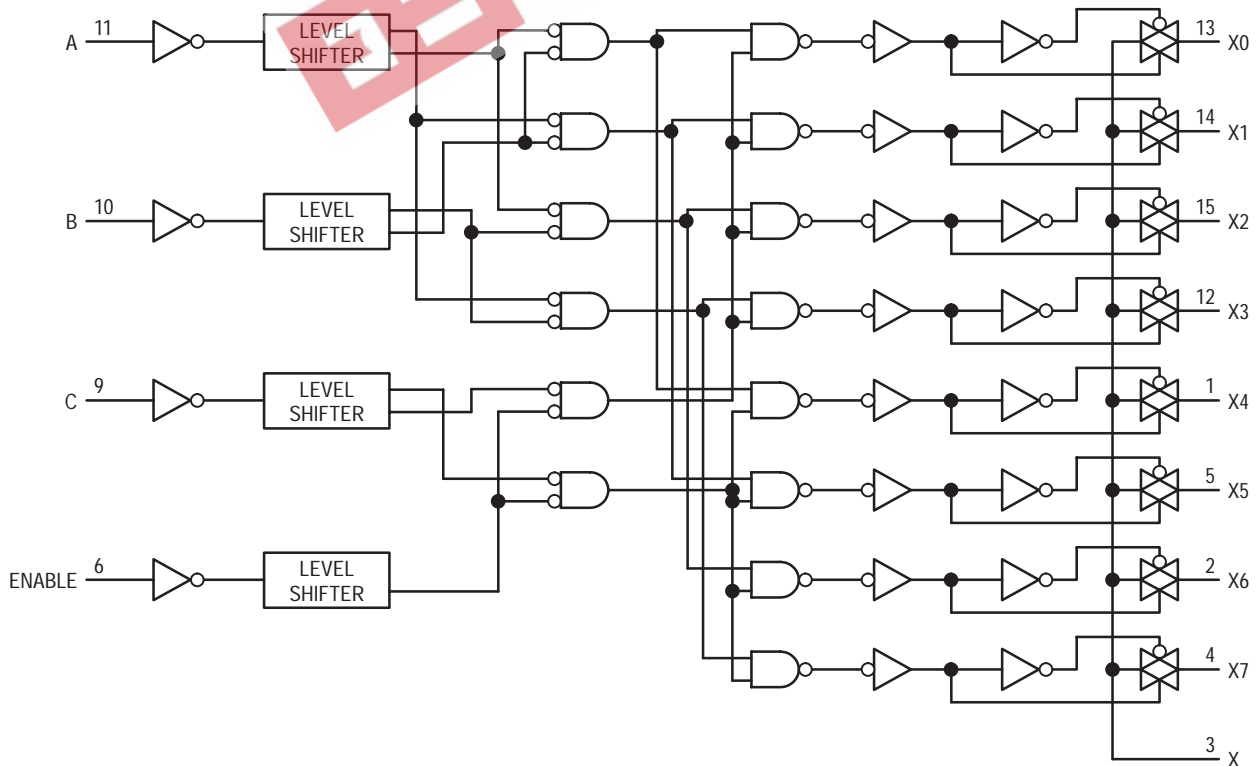 A 11 LEVEL SHIFTER 13 X0
14 X1
B 10 LEVEL SHIFTER 15 X2
12 X3
C 9 LEVEL SHIFTER 1 X4
5 X5
ENABLE 6 LEVEL SHIFTER 2 X6
4 X7
3 X